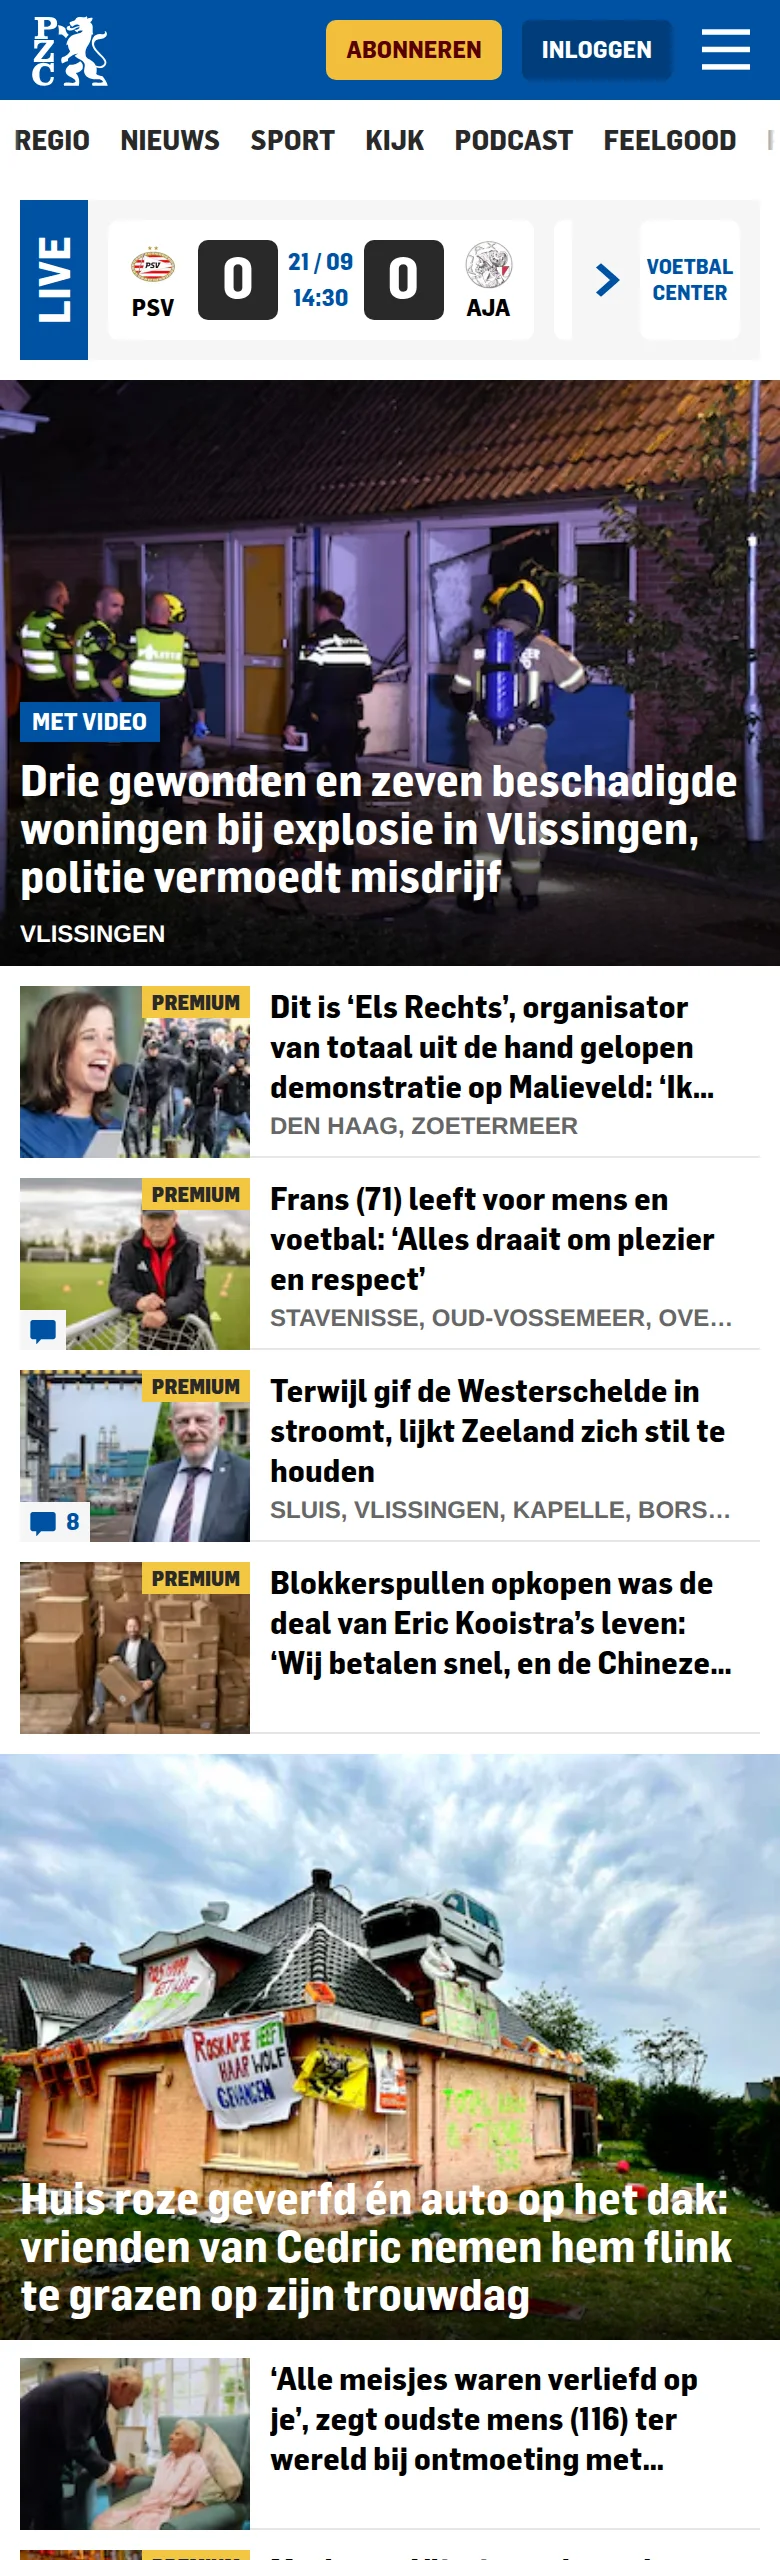 PZC
ABONNEREN
INLOGGEN
REGIO NIEUWS SPORT KIJK PODCAST FEELGOOD
LIVE
PSV
PSV
0
21 / 09
14:30
0
AJA
VOETBAL
CENTER
MET VIDEO
Drie gewonden en zeven beschadigde
woningen bij explosie in Vlissingen,
politie vermoedt misdrijf
VLISSINGEN
PREMIUM
Dit is ‘Els Rechts’, organisator
van totaal uit de hand gelopen
demonstratie op Malieveld: ‘Ik...
DEN HAAG, ZOETERMEER
PREMIUM
Frans (71) leeft voor mens en
voetbal: ‘Alles draait om plezier
en respect’
STAVENISSE, OUD-VOSSEMEER, OVE...
PREMIUM
8
Terwijl gif de Westerschelde in
stroomt, lijkt Zeeland zich stil te
houden
SLUIS, VLISSINGEN, KAPELLE, BORS...
PREMIUM
Blokkerspullen opkopen was de
deal van Eric Kooistra’s leven:
‘Wij betalen snel, en de Chineze...
ROSKAPJE HEEFT
HAAR WOLF
GEVANGEN
Huis roze geverfd én auto op het dak:
vrienden van Cedric nemen hem flink
te grazen op zijn trouwdag
‘Alle meisjes waren verliefd op
je’, zegt oudste mens (116) ter
wereld bij ontmoeting met...